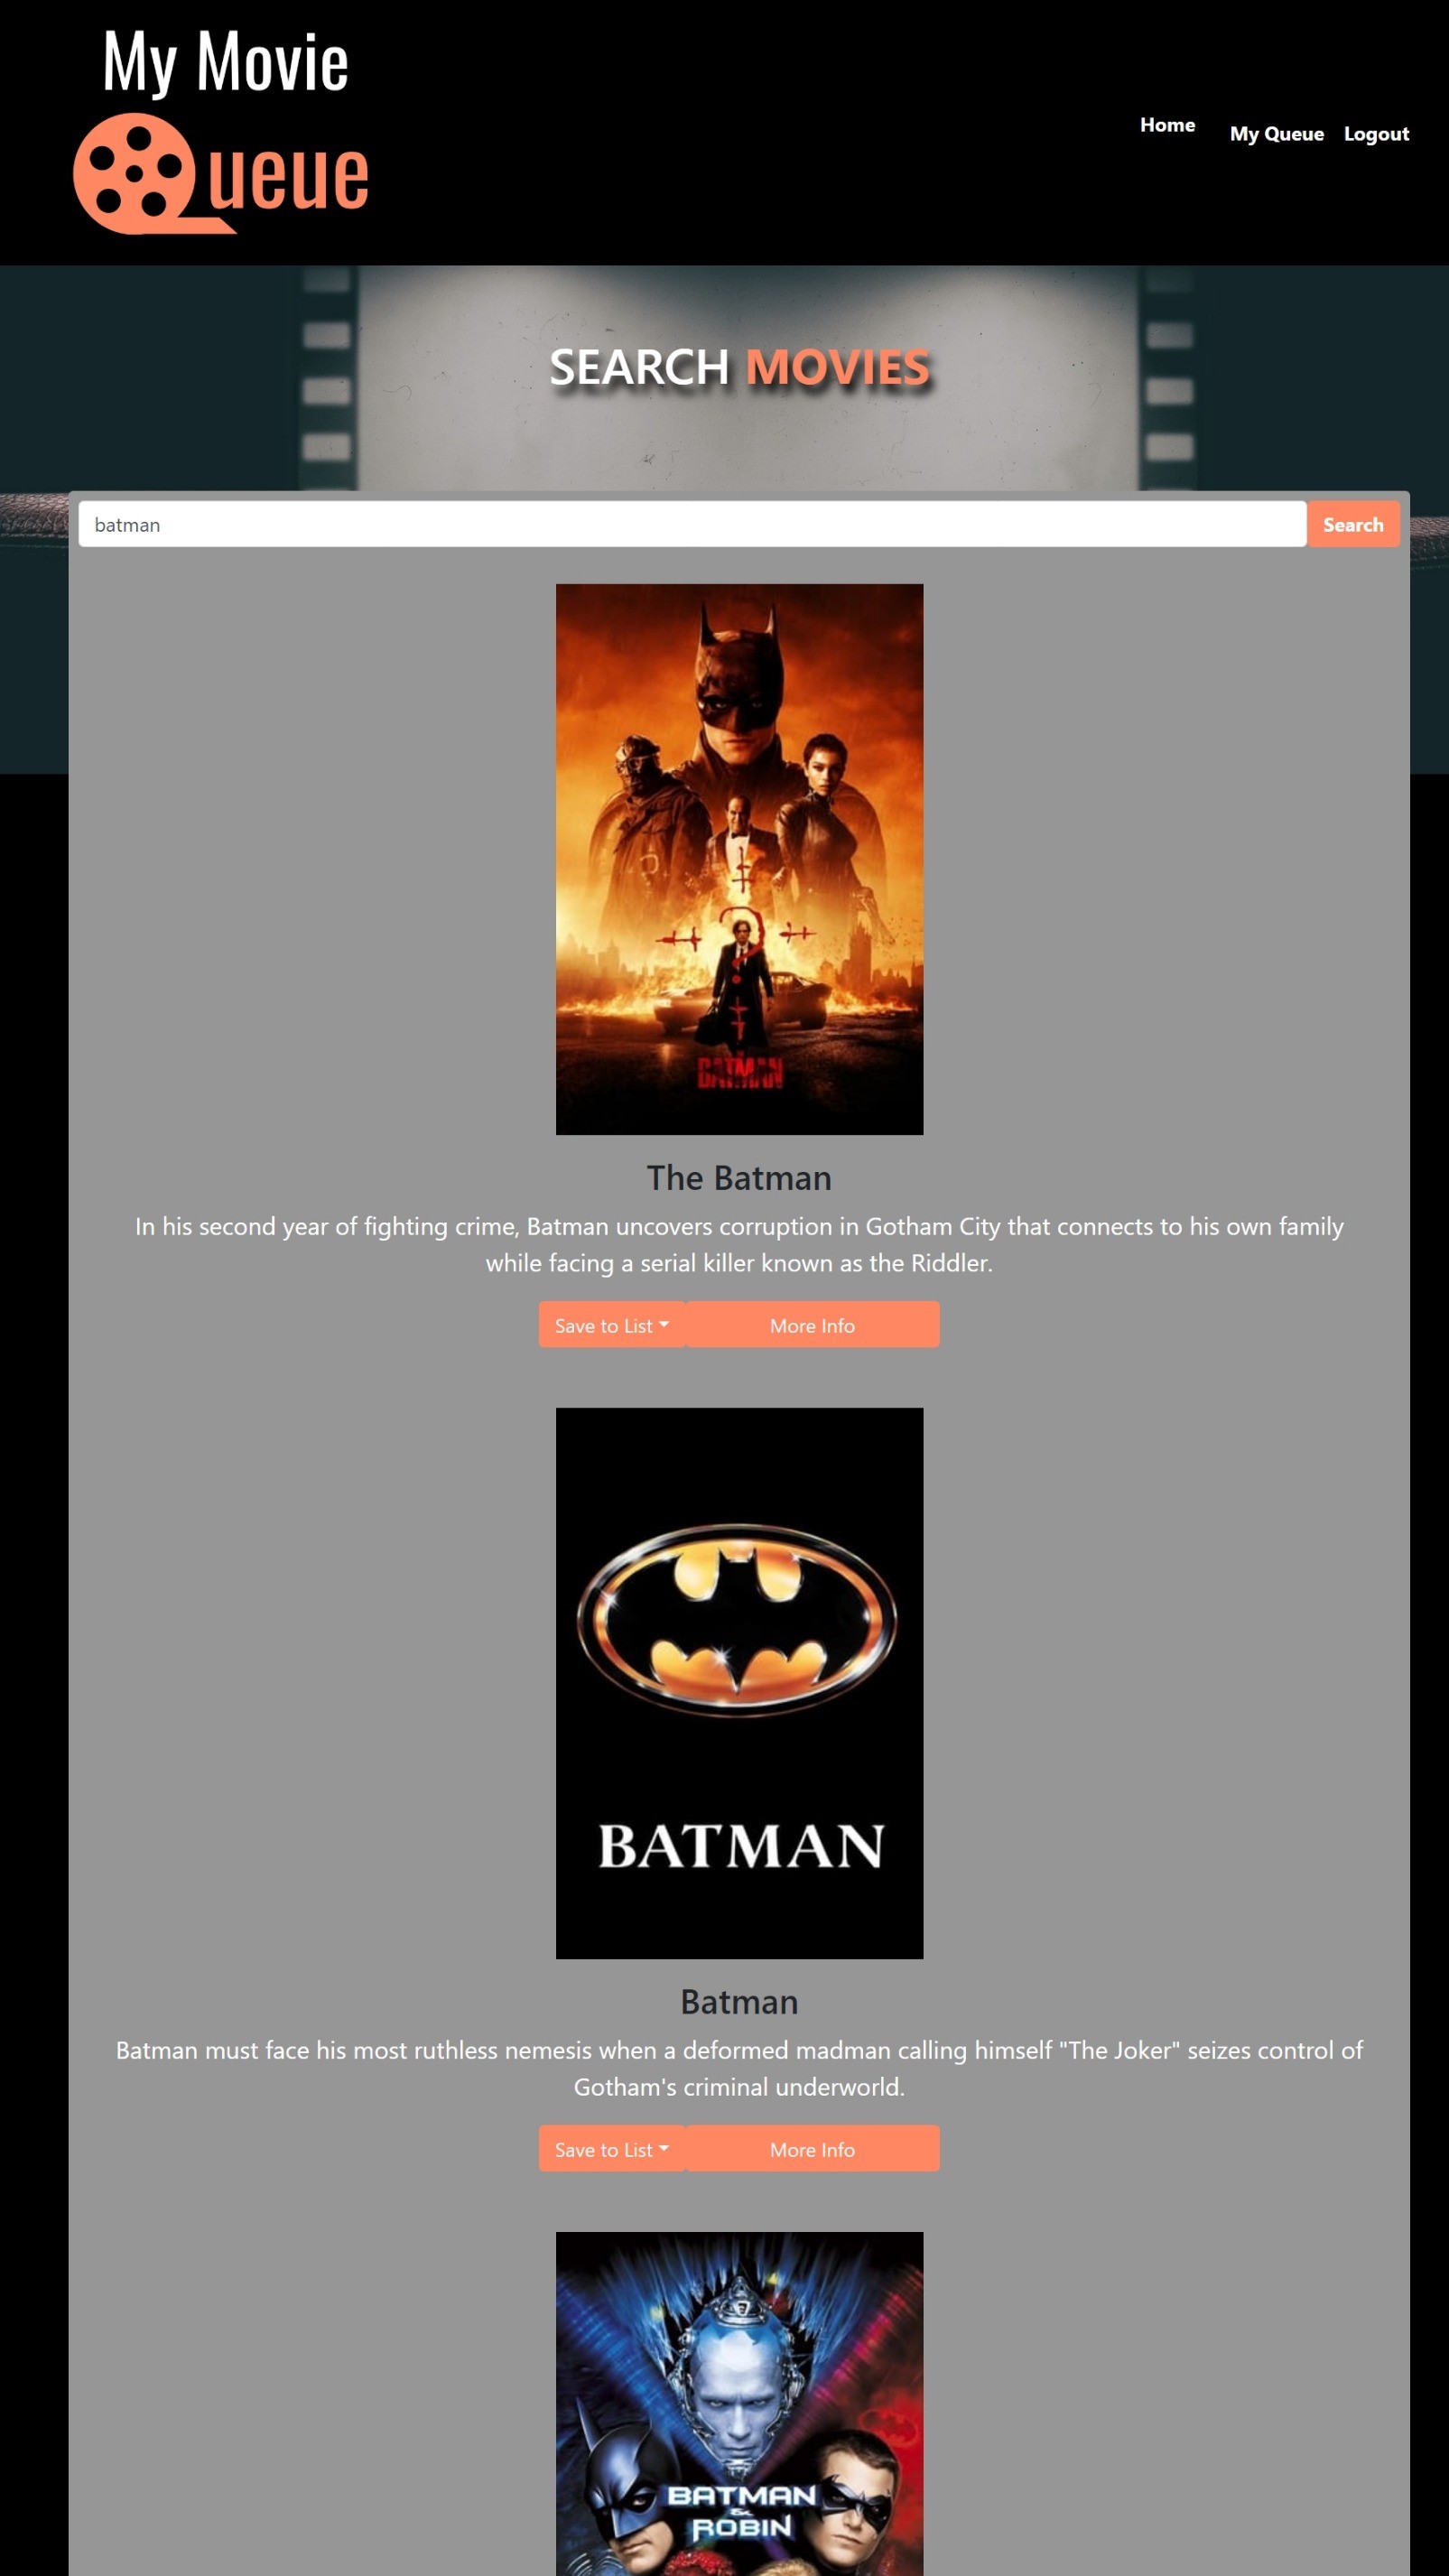 My Movie
Queue
Home
My Queue
Logout
SEARCH MOVIES
batman
Search
BATMAN
The Batman
In his second year of fighting crime, Batman uncovers corruption in Gotham City that connects to his own family
while facing a serial killer known as the Riddler.
Save to List
More Info
BATMAN
Batman
Batman must face his most ruthless nemesis when a deformed madman calling himself "The Joker" seizes control of
Gotham's criminal underworld.
Save to List
More Info
BATMAN
&
ROBIN